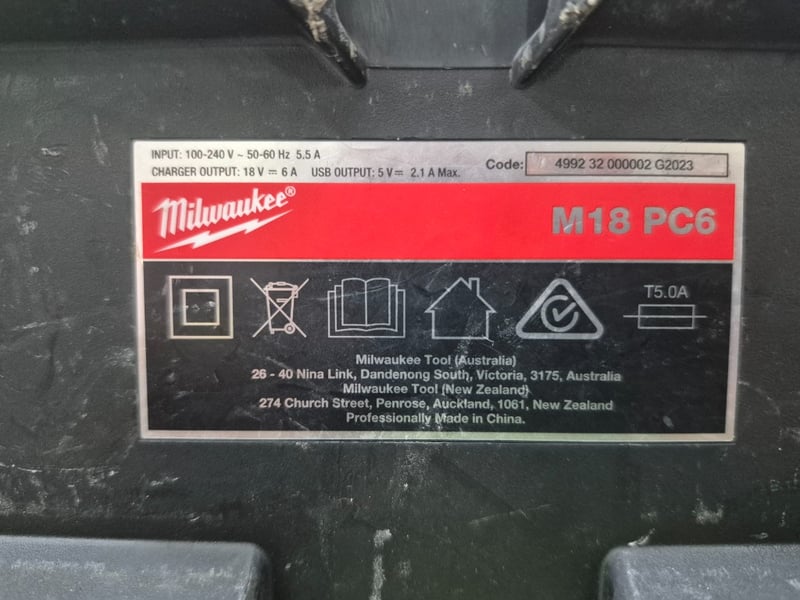 INPUT: 100-240 V ~ 50-60 Hz 5.5 A
CHARGER OUTPUT: 18 V ⎓ 6 A USB OUTPUT: 5 V ⎓ 2.1 A Max.
Code: 4992 32 000002 G2023
Milwaukee®
M18 PC6
T5.0A
Milwaukee Tool (Australia)
26 - 40 Nina Link, Dandenong South, Victoria, 3175, Australia
Milwaukee Tool (New Zealand)
274 Church Street, Penrose, Auckland, 1061, New Zealand
Professionally Made in China.